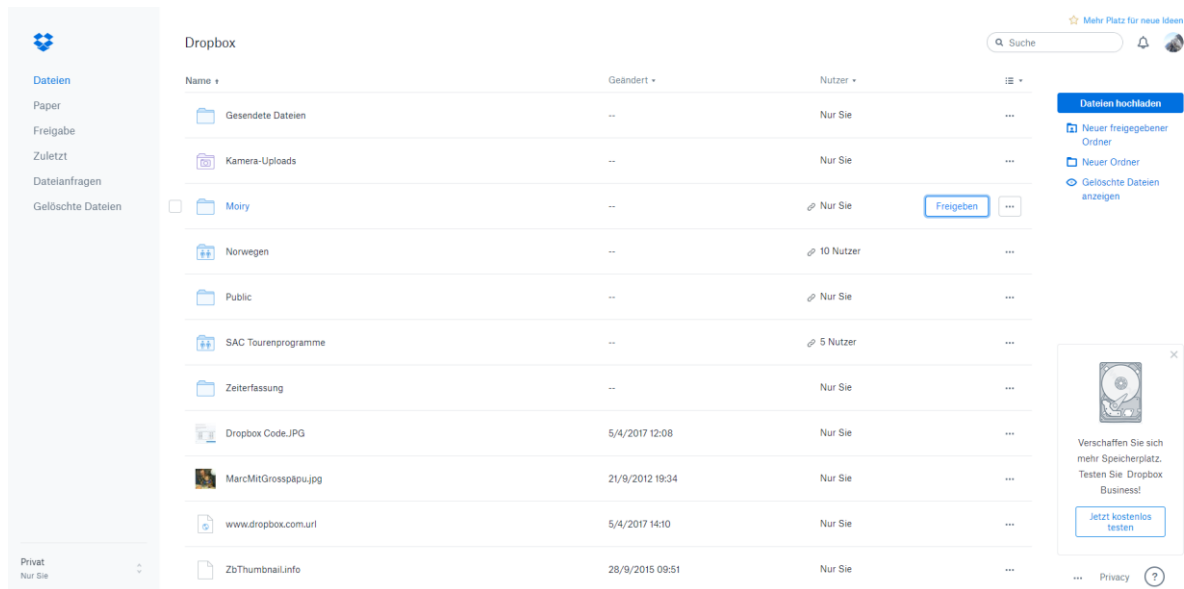 Mehr Platz für neue Ideen
Dropbox
Suche
Dateien
Paper
Freigabe
Zuletzt
Dateianfragen
Gelöschte Dateien
Name Geändert Nutzer
Gesendete Dateien -- Nur Sie ...
Kamera-Uploads -- Nur Sie ...
Moiry -- Nur Sie Freigeben ...
Norwegen -- 10 Nutzer ...
Public -- Nur Sie ...
SAC Tourenprogramme -- 5 Nutzer ...
Zeiterfassung -- Nur Sie ...
Dropbox Code.JPG 5/4/2017 12:08 Nur Sie ...
MarcMitGrosspäpu.jpg 21/9/2012 19:34 Nur Sie ...
www.dropbox.com.url 5/4/2017 14:10 Nur Sie ...
ZbThumbnail.info 28/9/2015 09:51 Nur Sie ...
Dateien hochladen
Neuer freigegebener
Ordner
Neuer Ordner
Gelöschte Dateien
anzeigen
Verschaffen Sie sich
mehr Speicherplatz.
Testen Sie Dropbox
Business!
Jetzt kostenlos
testen
Privat
Nur Sie
... Privacy ?